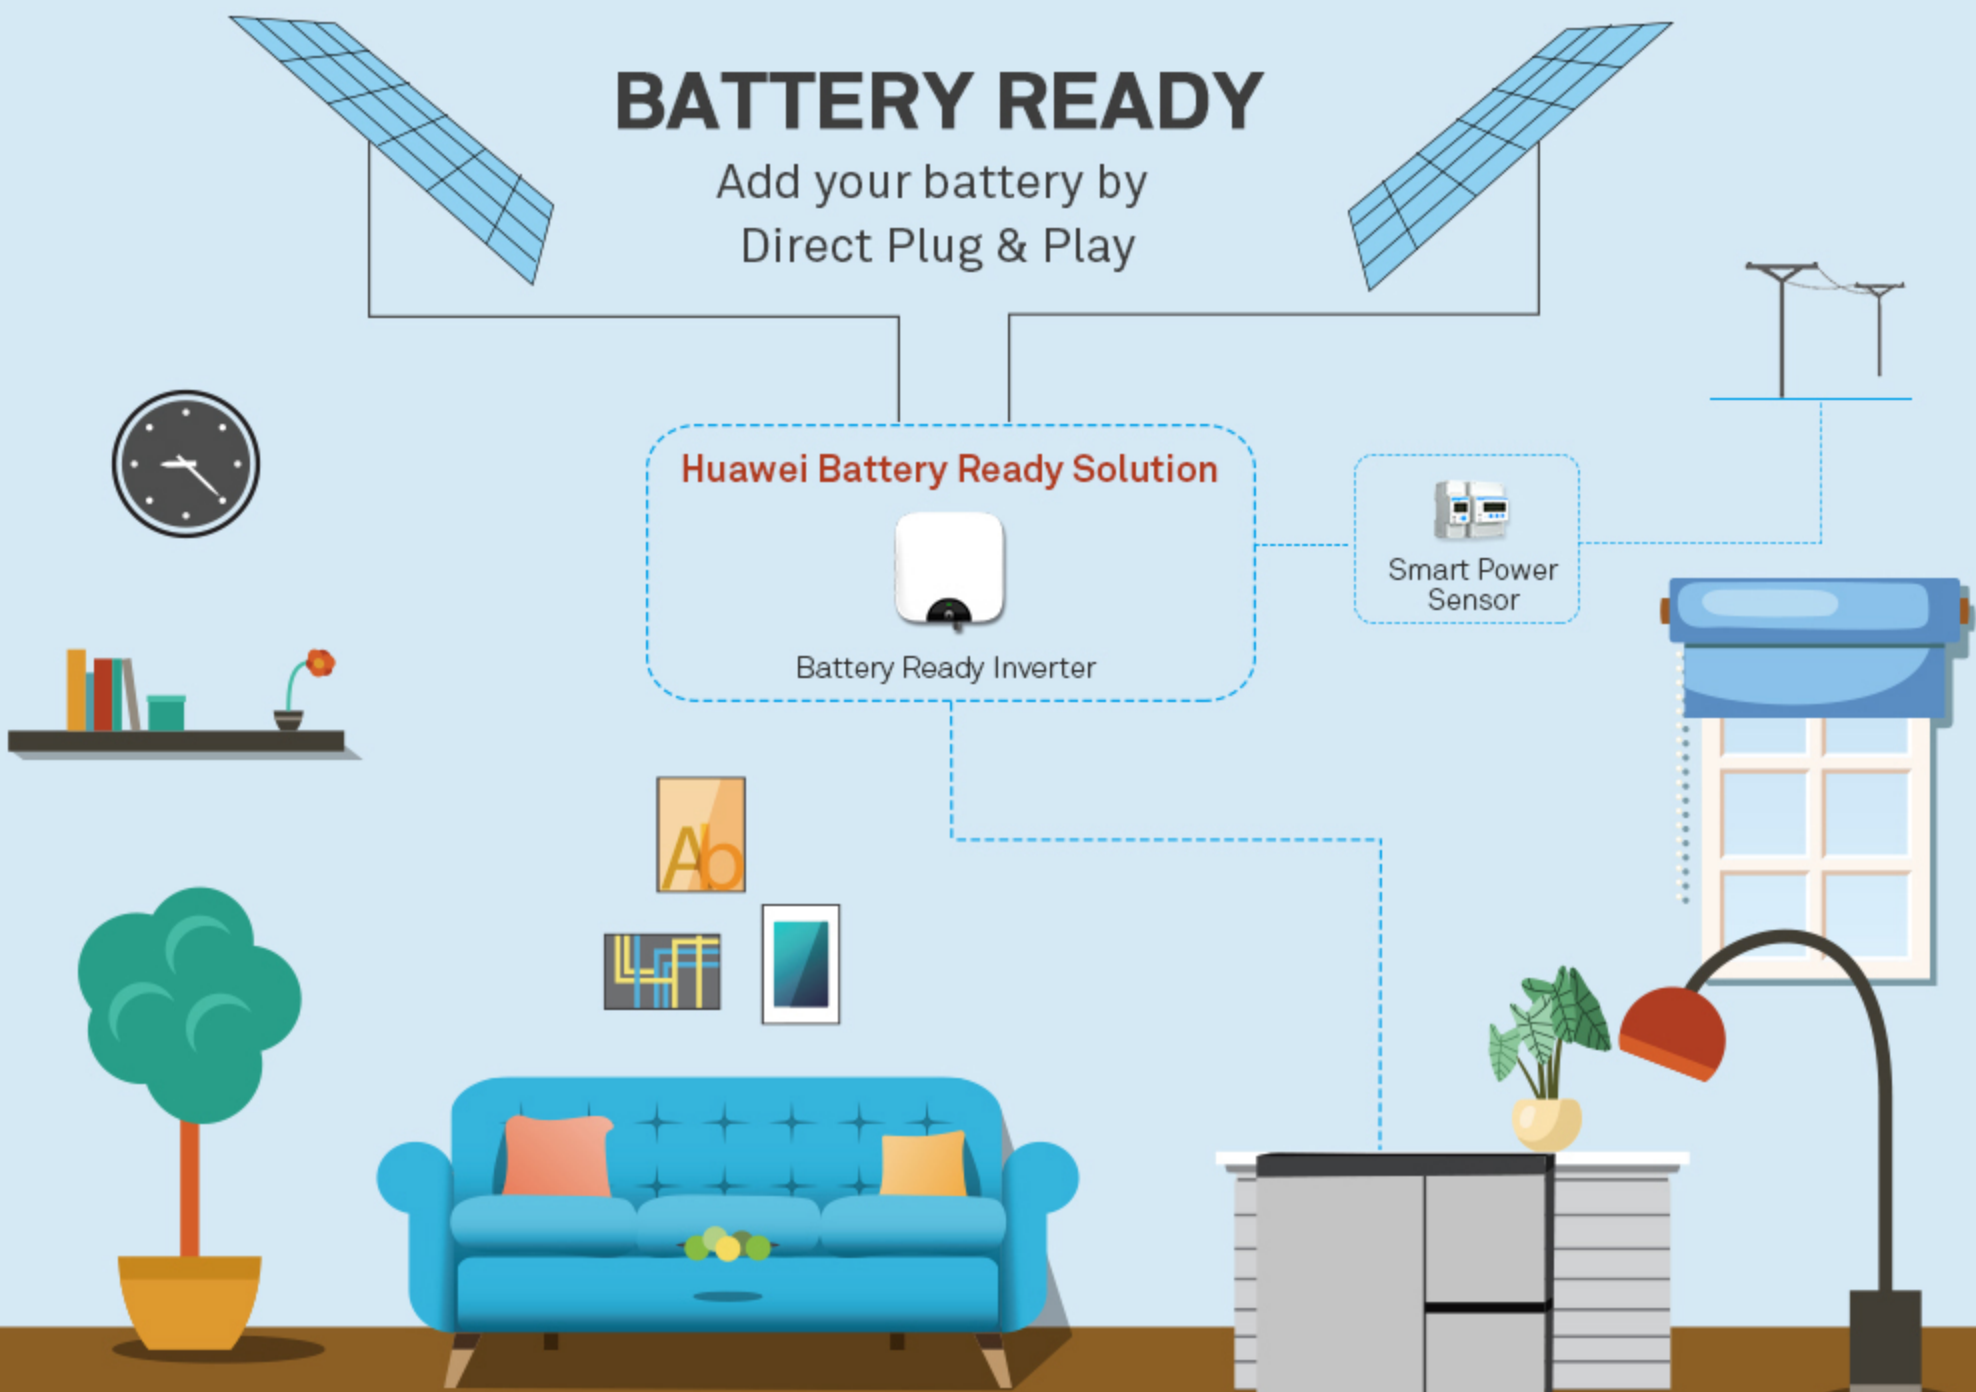 BATTERY READY
Add your battery by
Direct Plug & Play
Huawei Battery Ready Solution
Battery Ready Inverter
Smart Power
Sensor
Ab